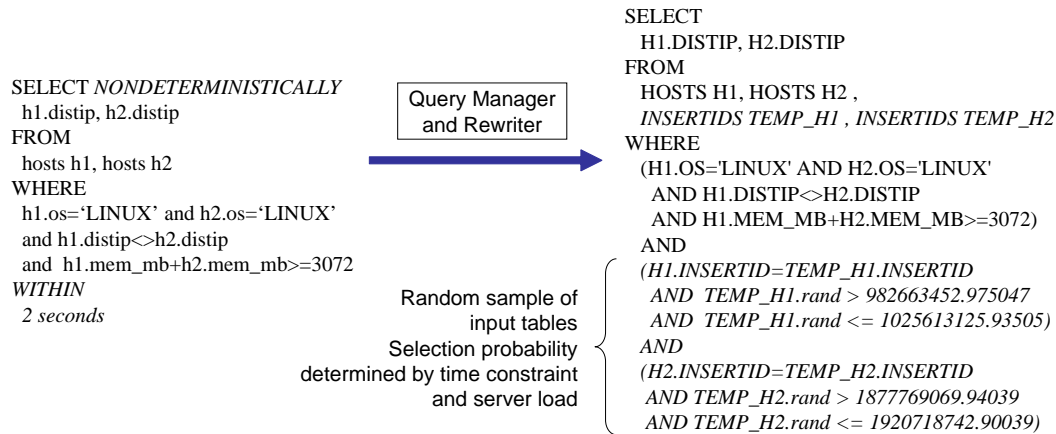 SELECT NONDETERMINISTICALLY
h1.distip, h2.distip
FROM
hosts h1, hosts h2
WHERE
h1.os=‘LINUX’ and h2.os=‘LINUX’
and h1.distip<>h2.distip
and h1.mem_mb+h2.mem_mb>=3072
WITHIN
2 seconds
Query Manager
and Rewriter
SELECT
H1.DISTIP, H2.DISTIP
FROM
HOSTS H1, HOSTS H2 ,
INSERTIDS TEMP_H1 , INSERTIDS TEMP_H2
WHERE
(H1.OS='LINUX' AND H2.OS='LINUX'
AND H1.DISTIP<>H2.DISTIP
AND H1.MEM_MB+H2.MEM_MB>=3072)
AND
(H1.INSERTID=TEMP_H1.INSERTID
AND TEMP_H1.rand > 982663452.975047
AND TEMP_H1.rand <= 1025613125.93505)
AND
(H2.INSERTID=TEMP_H2.INSERTID
AND TEMP_H2.rand > 1877769069.94039
AND TEMP_H2.rand <= 1920718742.90039)
Random sample of
input tables
Selection probability
determined by time constraint
and server load